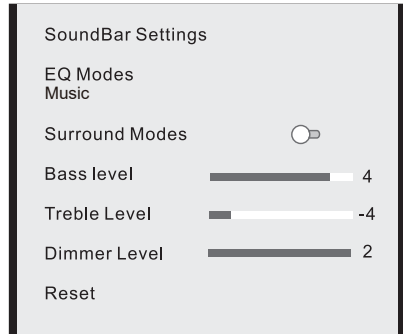 SoundBar Settings
EQ Modes
Music
Surround Modes
Bass level 4
Treble Level -4
Dimmer Level 2
Reset